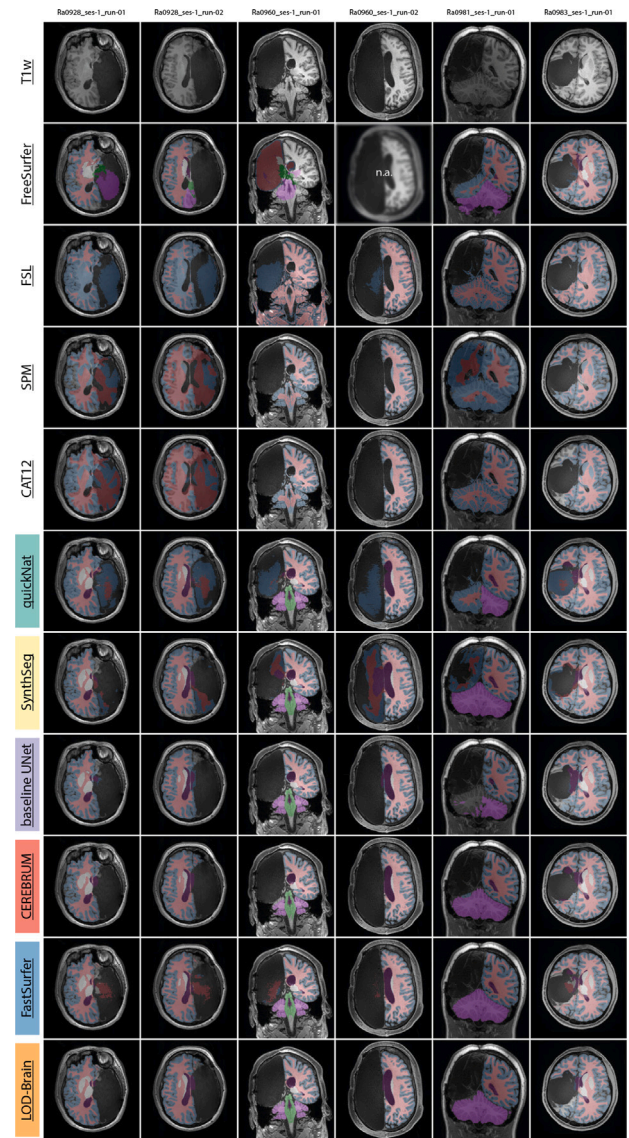 Ra0928_ses-1_run-01 Ra0928_ses-1_run-02 Ra0960_ses-1_run-01 Ra0960_ses-1_run-02 Ra0981_ses-1_run-01 Ra0983_ses-1_run-01
T1w
FreeSurfer
n.a.
FSL
SPM
CAT12
quickNat
SynthSeg
baseline UNet
CEREBRUM
FastSurfer
LOD-Brain